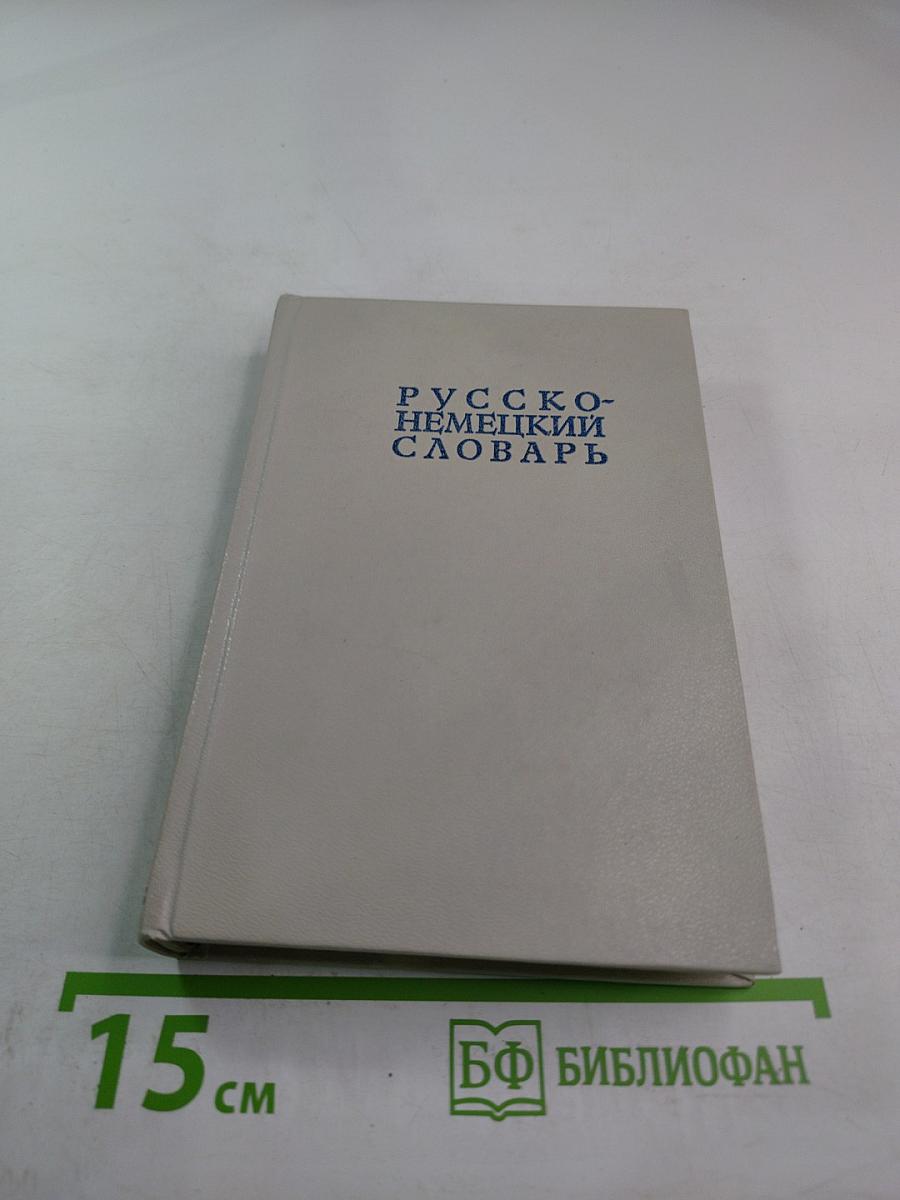 РУССКО-
НЕМЕЦКИЙ
СЛОВАРЬ
15 см
БФ БИБЛИОФАН